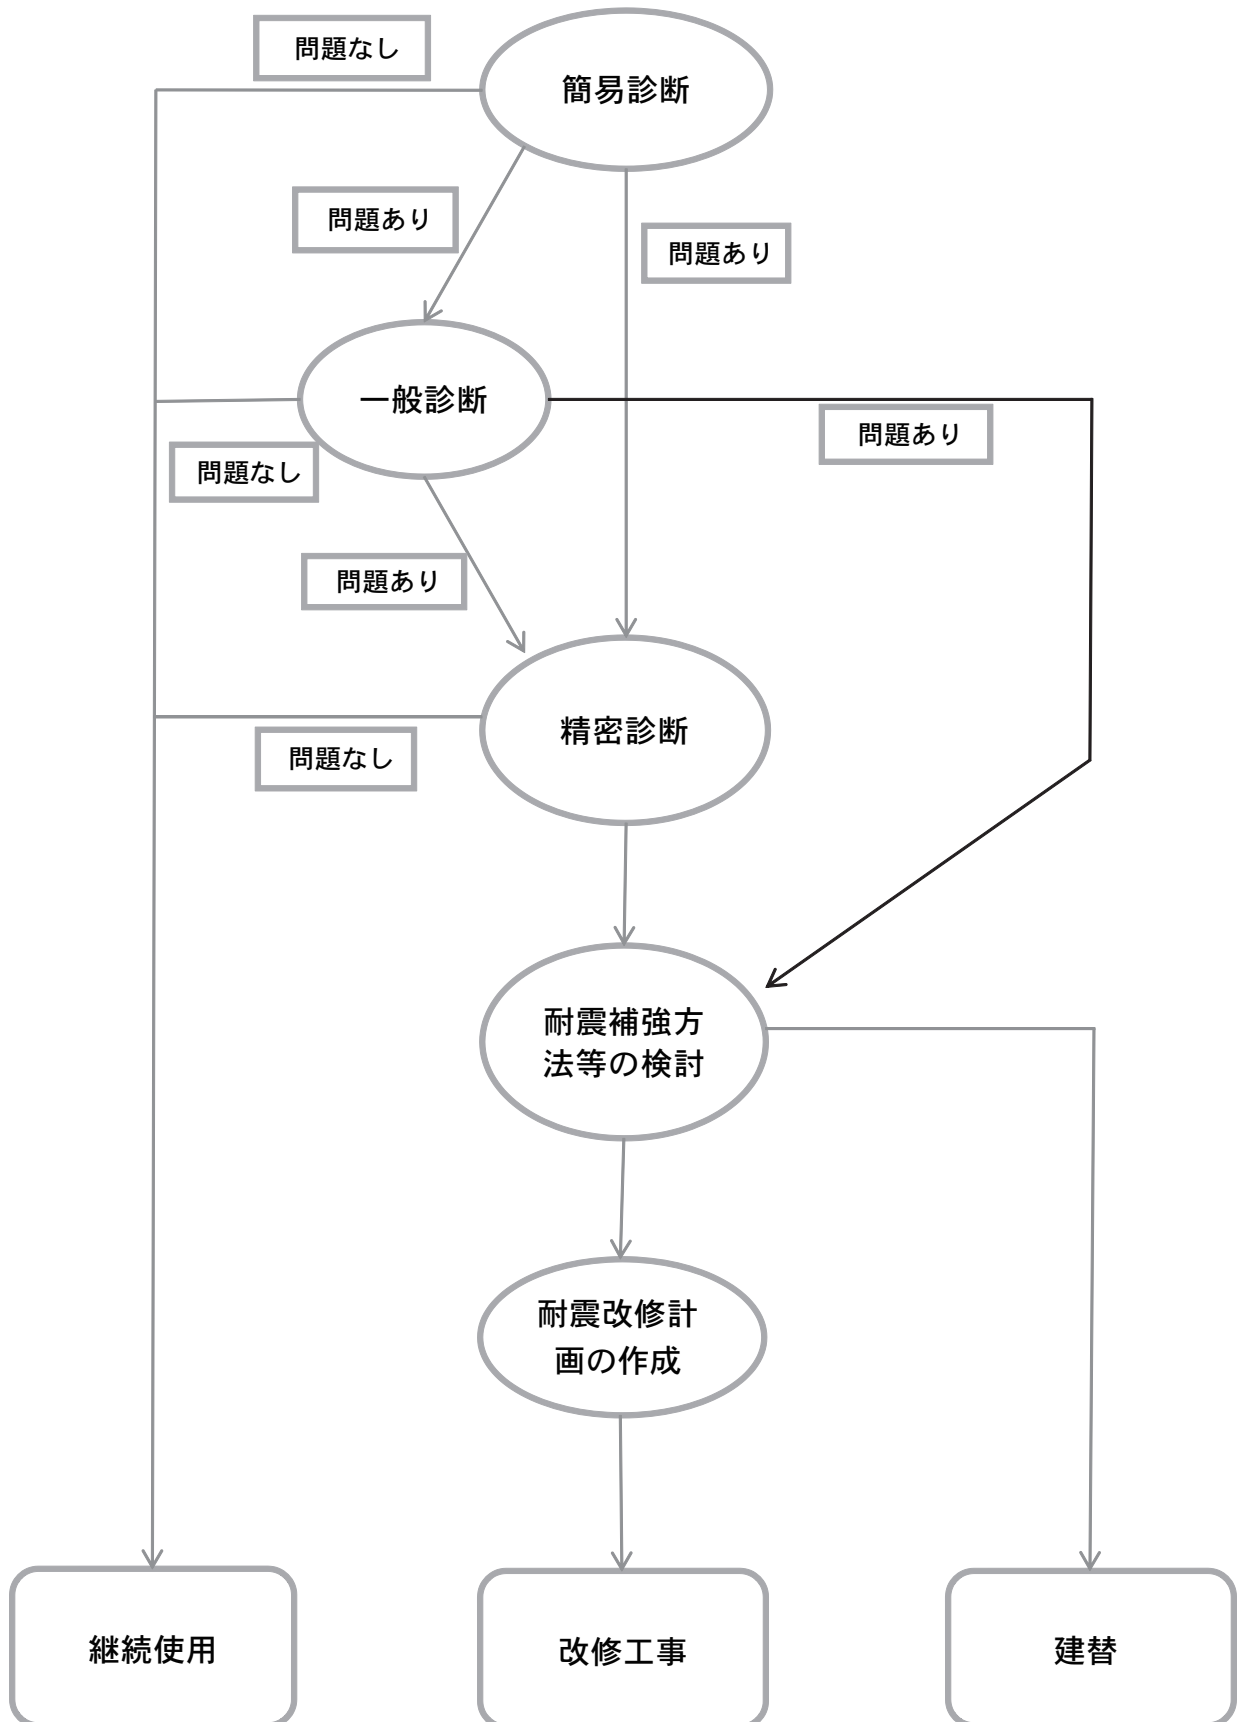 問題なし
簡易診断
問題あり
問題あり
一般診断
問題あり
問題なし
問題あり
精密診断
問題なし
耐震補強方
法等の検討
耐震改修計
画の作成
継続使用
改修工事
建替